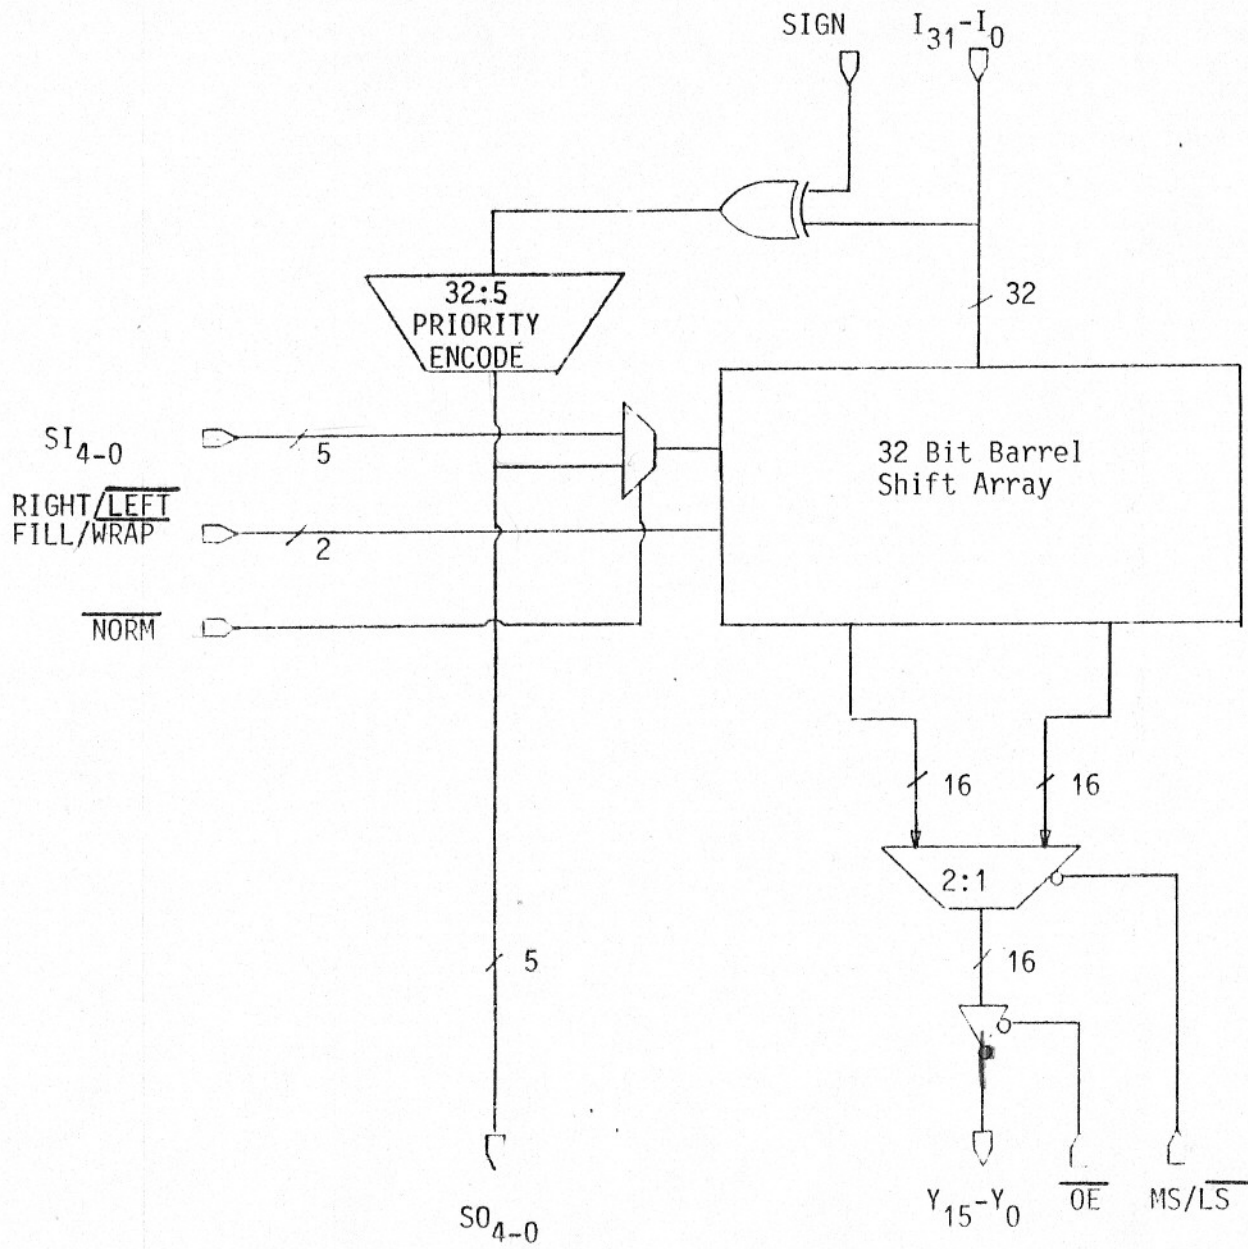 SIGN
I31-I0
32:5
PRIORITY
ENCODE
32
SI4-0
5
32 Bit Barrel
Shift Array
RIGHT/LEFT
FILL/WRAP
2
NORM
16
16
2:1
5
16
Y15-Y0
OE
MS/LS
SO4-0